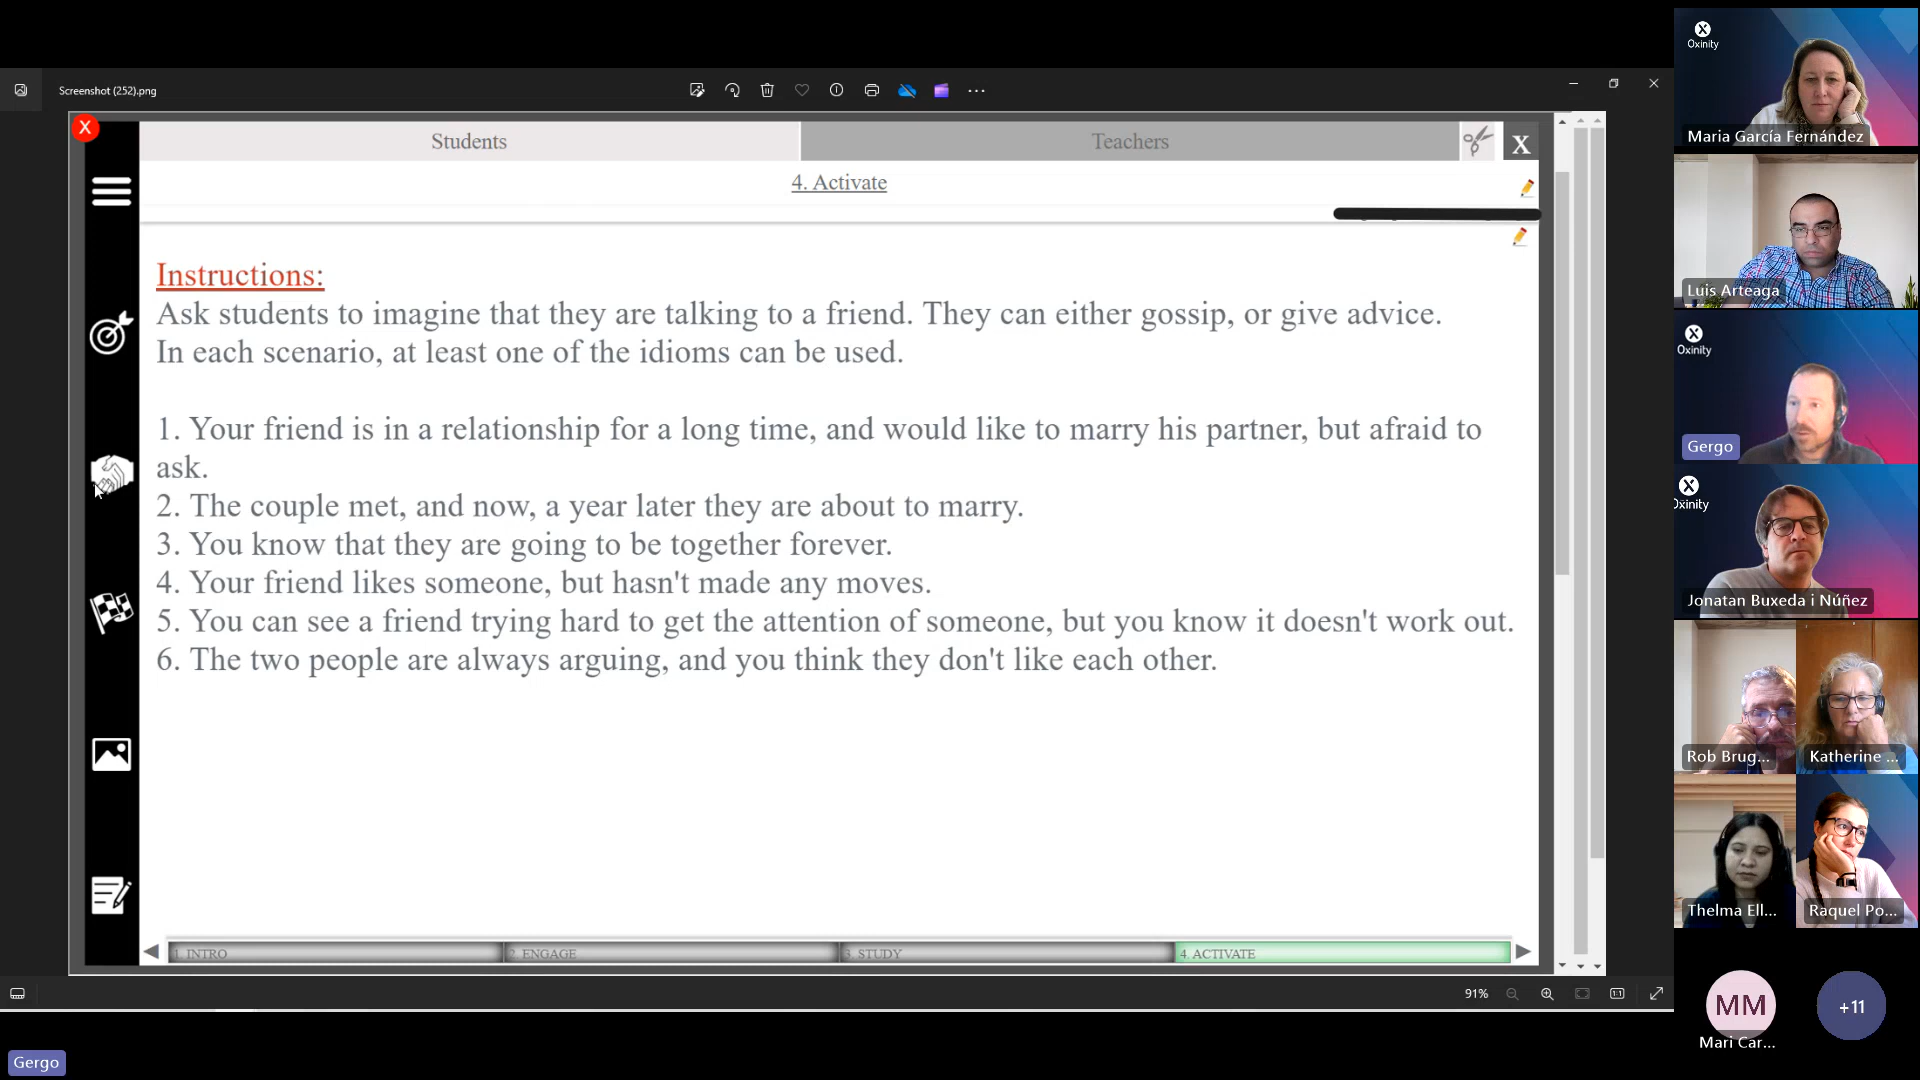 Screenshot (252).png
X
Students
Teachers
X
4. Activate
Instructions:
Ask students to imagine that they are talking to a friend. They can either gossip, or give advice.
In each scenario, at least one of the idioms can be used.
1. Your friend is in a relationship for a long time, and would like to marry his partner, but afraid to
ask.
2. The couple met, and now, a year later they are about to marry.
3. You know that they are going to be together forever.
4. Your friend likes someone, but hasn't made any moves.
5. You can see a friend trying hard to get the attention of someone, but you know it doesn't work out.
6. The two people are always arguing, and you think they don't like each other.
1. INTRO
2. ENGAGE
3. STUDY
4. ACTIVATE
91%
1:1
Gergo
Oxinity
Maria García Fernández
Luis Arteaga
Oxinity
Gergo
Oxinity
Jonatan Buxeda i Núñez
Rob Brug...
Katherine ...
Thelma Ell...
Raquel Po...
MM
Mari Car...
+11